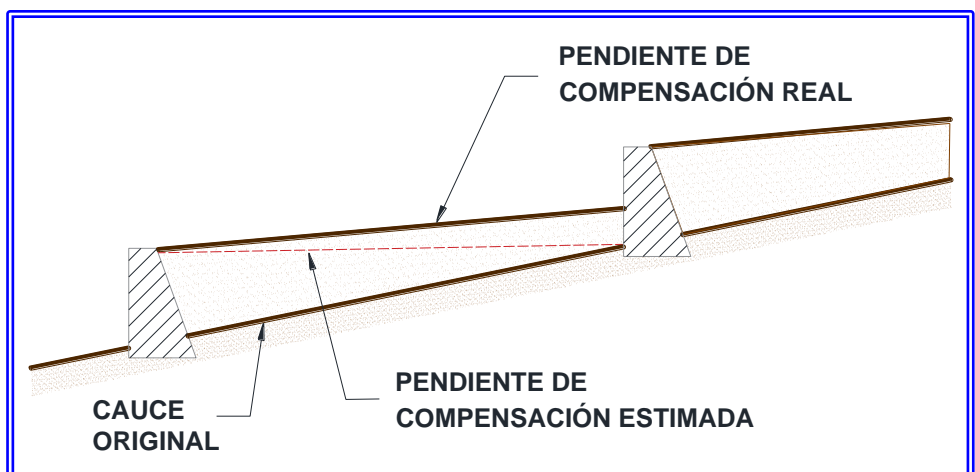 PENDIENTE DE
COMPENSACIÓN REAL
PENDIENTE DE
COMPENSACIÓN ESTIMADA
CAUCE
ORIGINAL